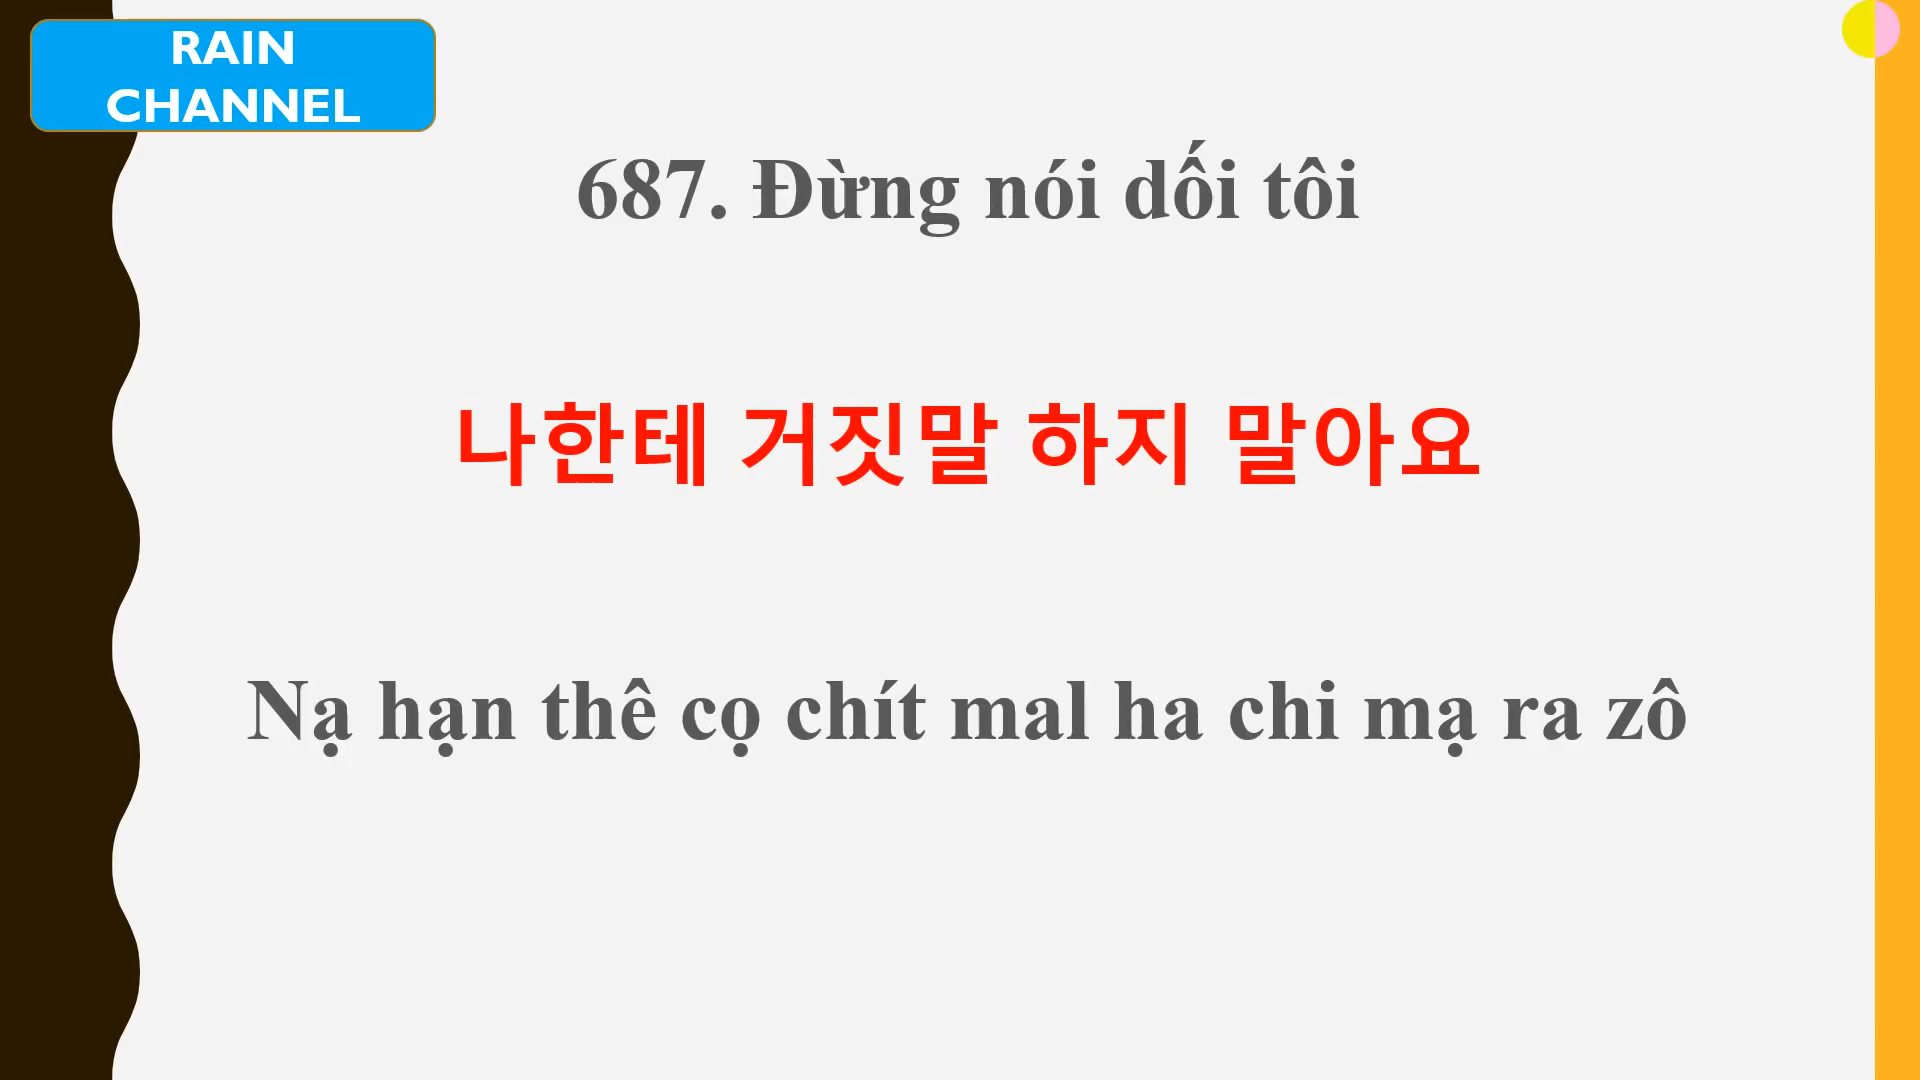 RAIN
CHANNEL
687. Đừng nói dối tôi
나한테 거짓말 하지 말아요
Nạ hạn thê cọ chít mal ha chi mạ ra zô